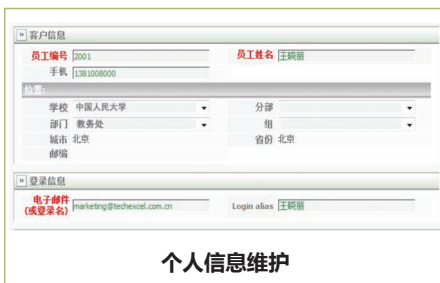 客户信息
员工编号 2001 员工姓名 王晓丽
手机 1381008000
位置:
学校 中国人民大学 分部
部门 教务处 组
城市 北京 省份 北京
邮编
登录信息
电子邮件
(或登录名) marketing@techexcel.com.cn Login alias 王晓丽
个人信息维护